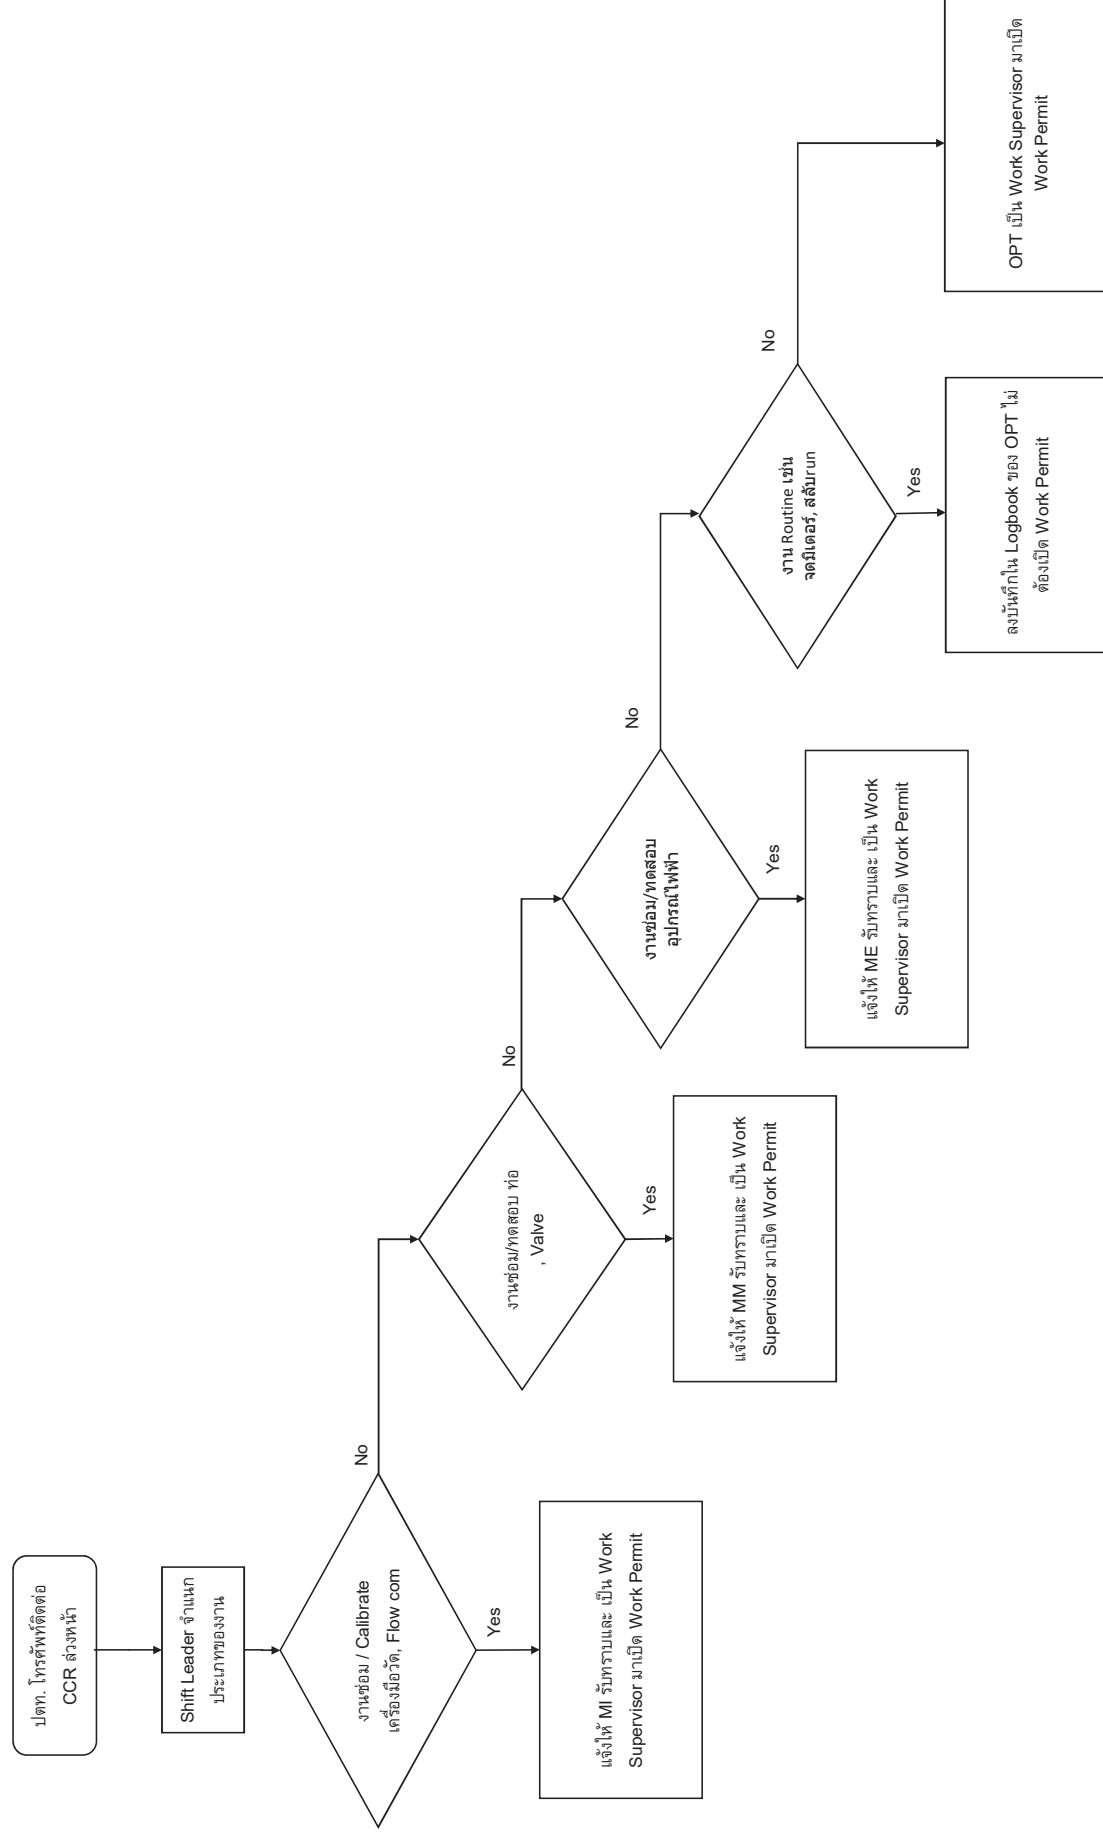 ปตท. โทรศัพท์ติดต่อ
CCR ล่วงหน้า
Shift Leader จำแนก
ประเภทของงาน
งานซ่อม / Calibrate
เครื่องมือวัด, Flow com
Yes
No
แจ้งให้ MI รับทราบและ เป็น Work
Supervisor มาเปิด Work Permit
งานซ่อม/ทดสอบ ท่อ
, Valve
Yes
No
แจ้งให้ MM รับทราบและ เป็น Work
Supervisor มาเปิด Work Permit
งานซ่อม/ทดสอบ
อุปกรณ์ไฟฟ้า
Yes
No
แจ้งให้ ME รับทราบและ เป็น Work
Supervisor มาเปิด Work Permit
งาน Routine เช่น
จดมิเตอร์, สลับrun
Yes
No
ลงบันทึกใน Logbook ของ OPT ไม่
ต้องเปิด Work Permit
OPT เป็น Work Supervisor มาเปิด
Work Permit